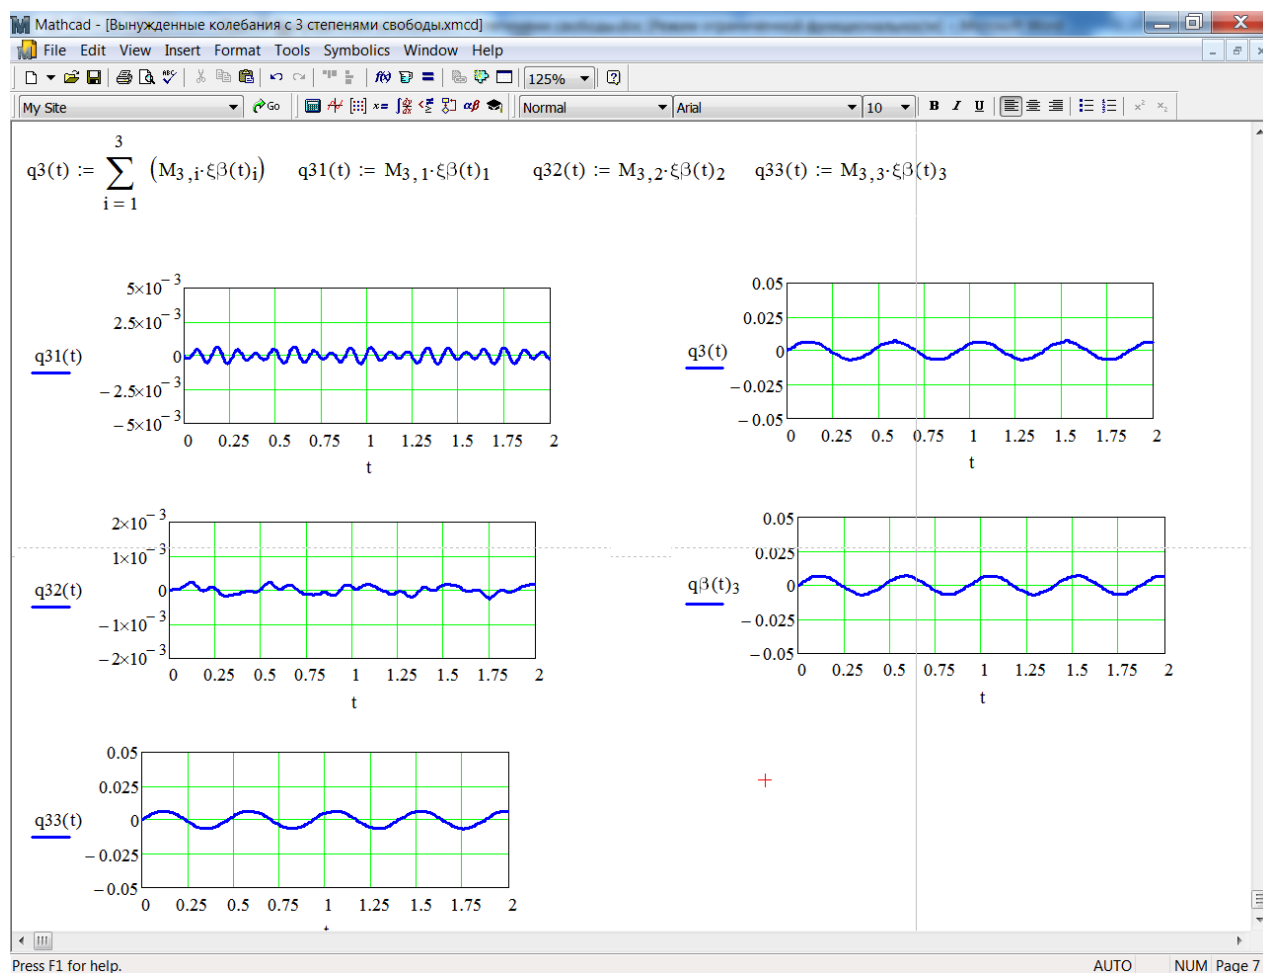 Mathcad - [Вынужденные колебания с 3 степенями свободы.xmcd]
File Edit View Insert Format Tools Symbolics Window Help
125%
My Site Go Normal Arial 10 B I U
q3(t) := ∑ i = 1 3 (M3,i·ξβ(t)i) q31(t) := M3,1·ξβ(t)1 q32(t) := M3,2·ξβ(t)2 q33(t) := M3,3·ξβ(t)3
5×10−3
2.5×10−3
0
−2.5×10−3
−5×10−3
q31(t)
0 0.25 0.5 0.75 1 1.25 1.5 1.75 2
t
0.05
0.025
0
−0.025
−0.05
q3(t)
0 0.25 0.5 0.75 1 1.25 1.5 1.75 2
t
2×10−3
1×10−3
0
−1×10−3
−2×10−3
q32(t)
0 0.25 0.5 0.75 1 1.25 1.5 1.75 2
t
0.05
0.025
0
−0.025
−0.05
qβ(t)3
0 0.25 0.5 0.75 1 1.25 1.5 1.75 2
t
0.05
0.025
0
−0.025
−0.05
q33(t)
0 0.25 0.5 0.75 1 1.25 1.5 1.75 2
Press F1 for help. AUTO NUM Page 7